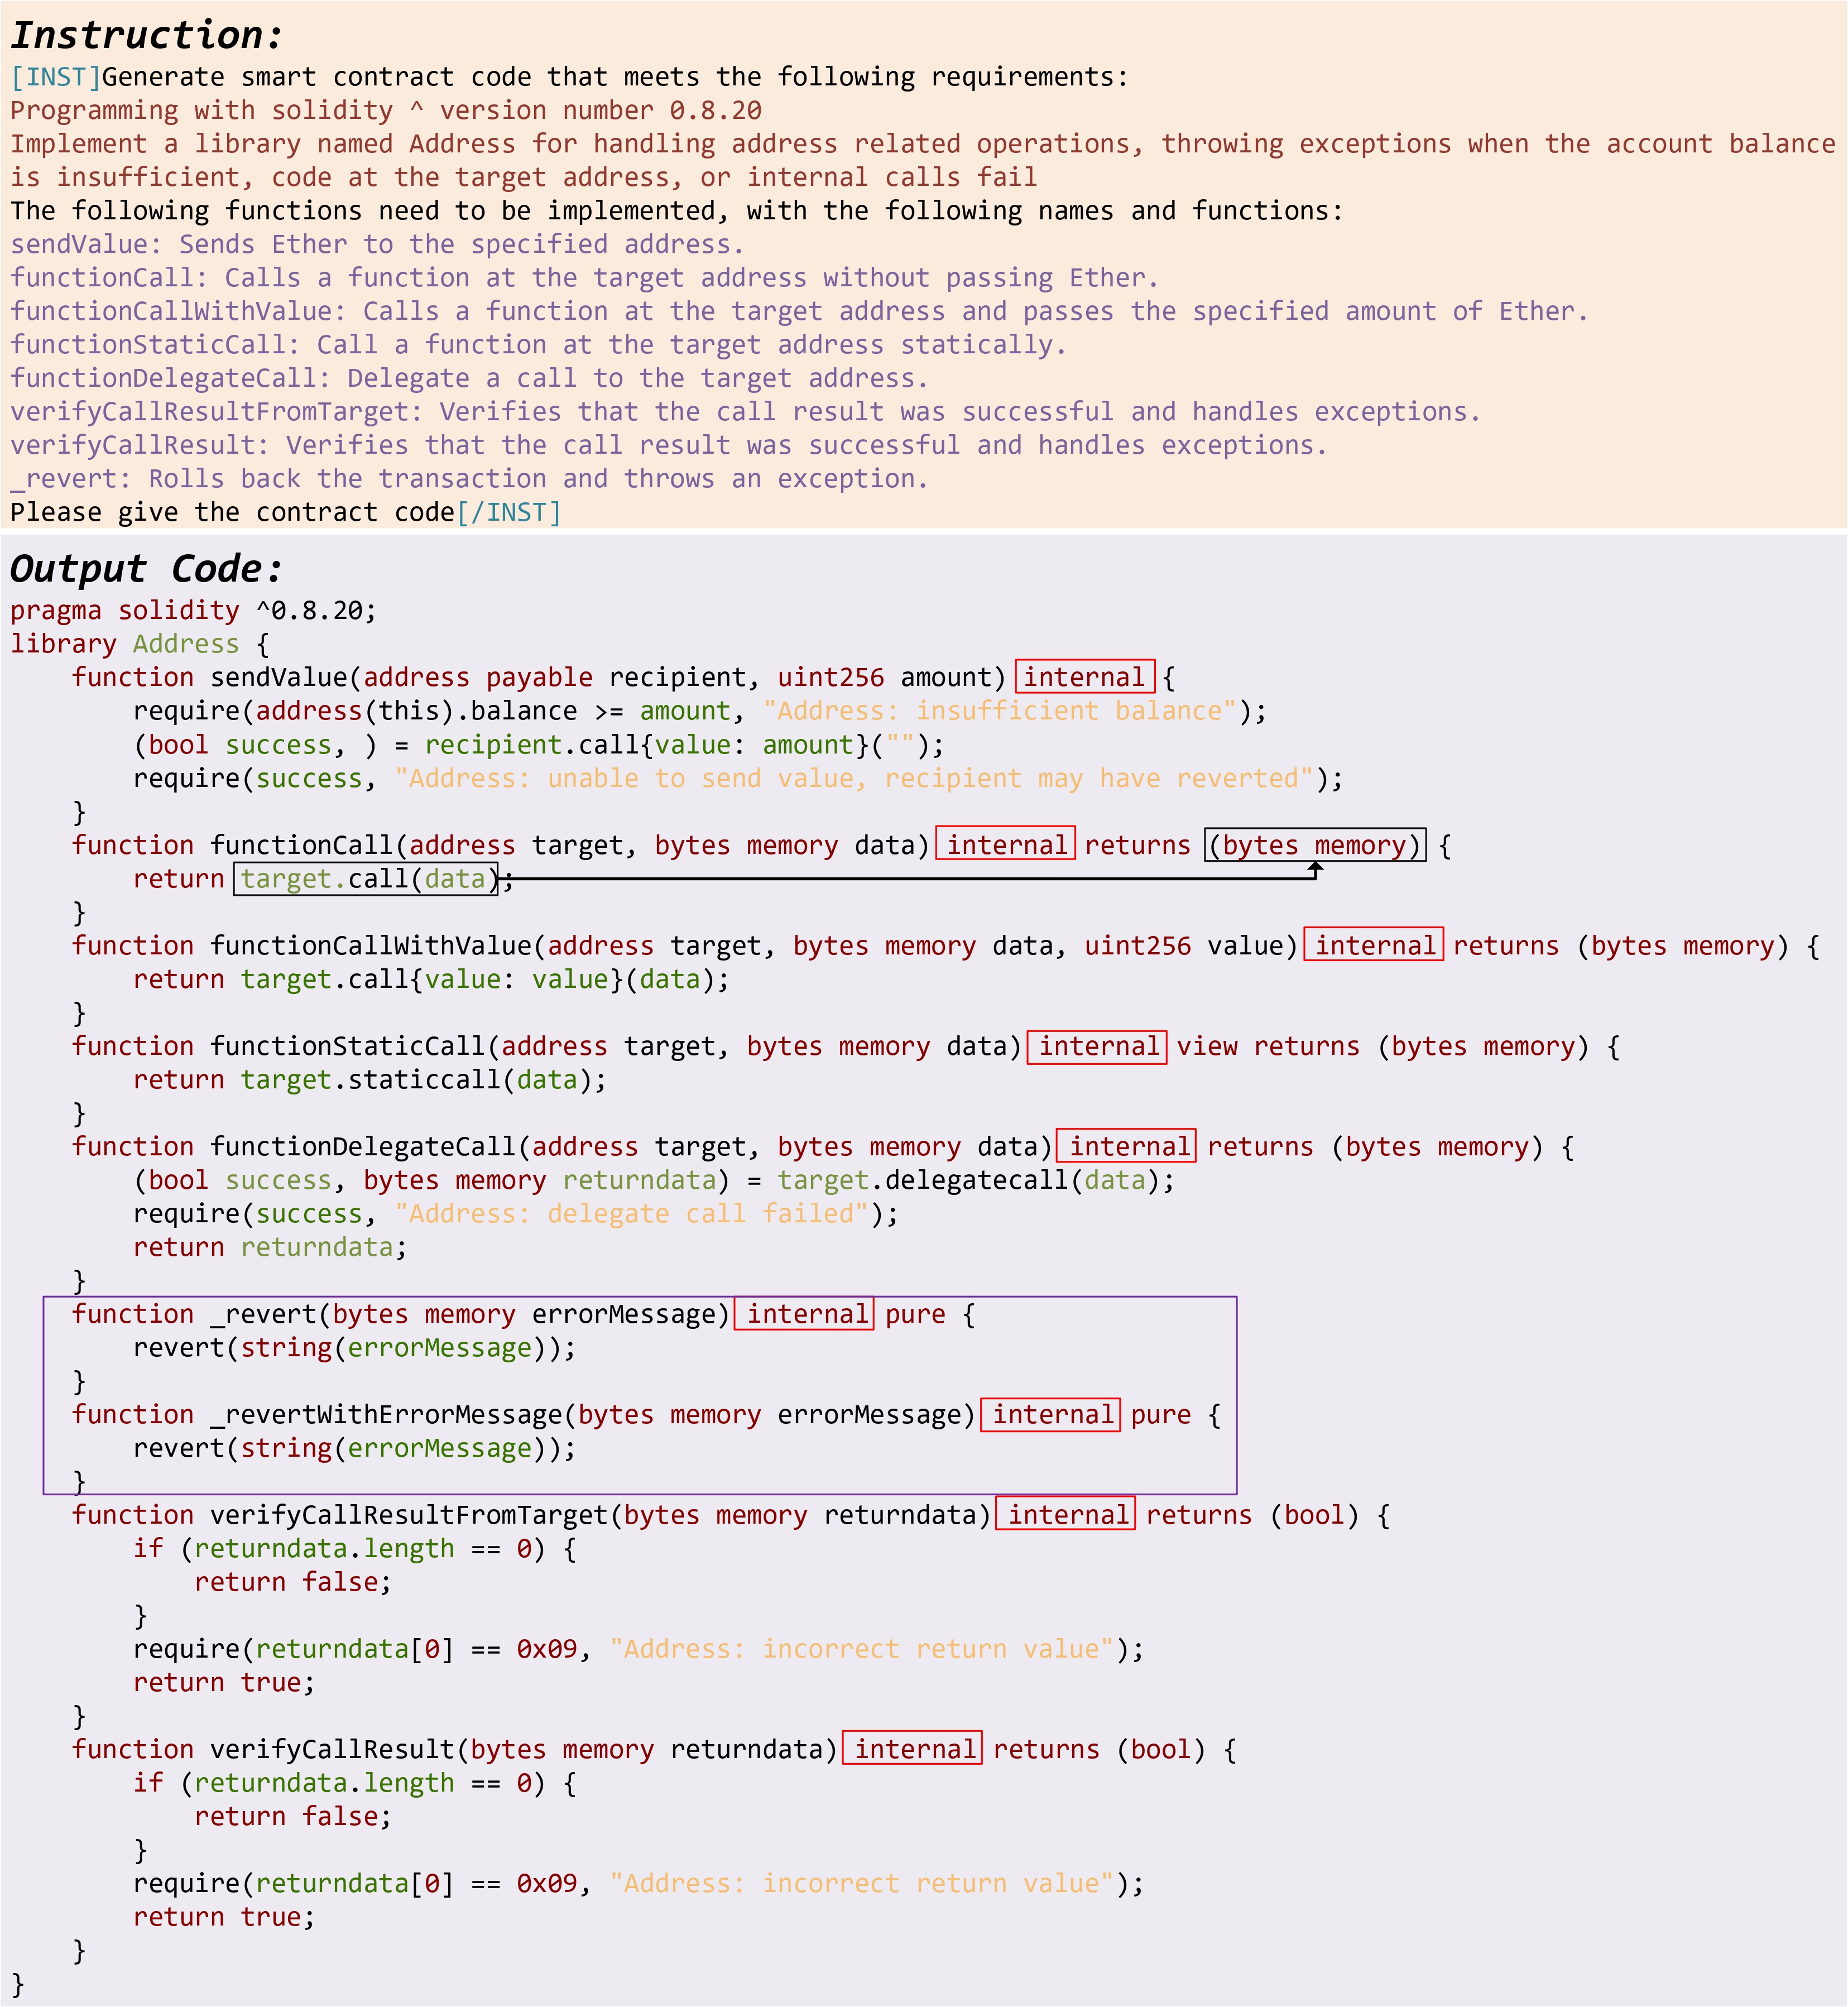 Instruction:
[INST]Generate smart contract code that meets the following requirements:
Programming with solidity ^ version number 0.8.20
Implement a library named Address for handling address related operations, throwing exceptions when the account balance
is insufficient, code at the target address, or internal calls fail
The following functions need to be implemented, with the following names and functions:
sendValue: Sends Ether to the specified address.
functionCall: Calls a function at the target address without passing Ether.
functionCallWithValue: Calls a function at the target address and passes the specified amount of Ether.
functionStaticCall: Call a function at the target address statically.
functionDelegateCall: Delegate a call to the target address.
verifyCallResultFromTarget: Verifies that the call result was successful and handles exceptions.
verifyCallResult: Verifies that the call result was successful and handles exceptions.
_revert: Rolls back the transaction and throws an exception.
Please give the contract code[/INST]
Output Code:
pragma solidity ^0.8.20;
library Address {
    function sendValue(address payable recipient, uint256 amount) internal {
        require(address(this).balance >= amount, "Address: insufficient balance");
        (bool success, ) = recipient.call{value: amount}("");
        require(success, "Address: unable to send value, recipient may have reverted");
    }
    function functionCall(address target, bytes memory data) internal returns (bytes memory) {
        return target.call(data);
    }
    function functionCallWithValue(address target, bytes memory data, uint256 value) internal returns (bytes memory) {
        return target.call{value: value}(data);
    }
    function functionStaticCall(address target, bytes memory data) internal view returns (bytes memory) {
        return target.staticcall(data);
    }
    function functionDelegateCall(address target, bytes memory data) internal returns (bytes memory) {
        (bool success, bytes memory returndata) = target.delegatecall(data);
        require(success, "Address: delegate call failed");
        return returndata;
    }
    function _revert(bytes memory errorMessage) internal pure {
        revert(string(errorMessage));
    }
    function _revertWithErrorMessage(bytes memory errorMessage) internal pure {
        revert(string(errorMessage));
    }
    function verifyCallResultFromTarget(bytes memory returndata) internal returns (bool) {
        if (returndata.length == 0) {
            return false;
        }
        require(returndata[0] == 0x09, "Address: incorrect return value");
        return true;
    }
    function verifyCallResult(bytes memory returndata) internal returns (bool) {
        if (returndata.length == 0) {
            return false;
        }
        require(returndata[0] == 0x09, "Address: incorrect return value");
        return true;
    }
}